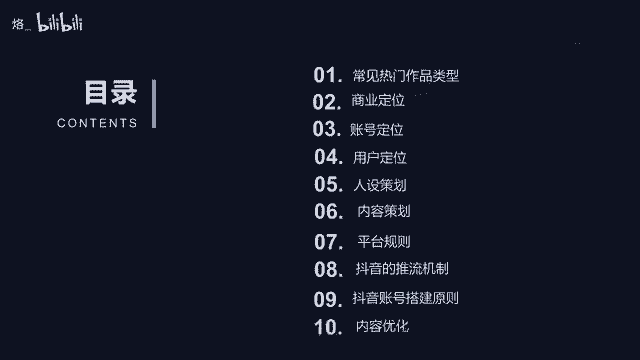 烙... bilibili
目录
CONTENTS
01. 常见热门作品类型
02. 商业定位
03. 账号定位
04. 用户定位
05. 人设策划
06. 内容策划
07. 平台规则
08. 抖音的推流机制
09. 抖音账号搭建原则
10. 内容优化